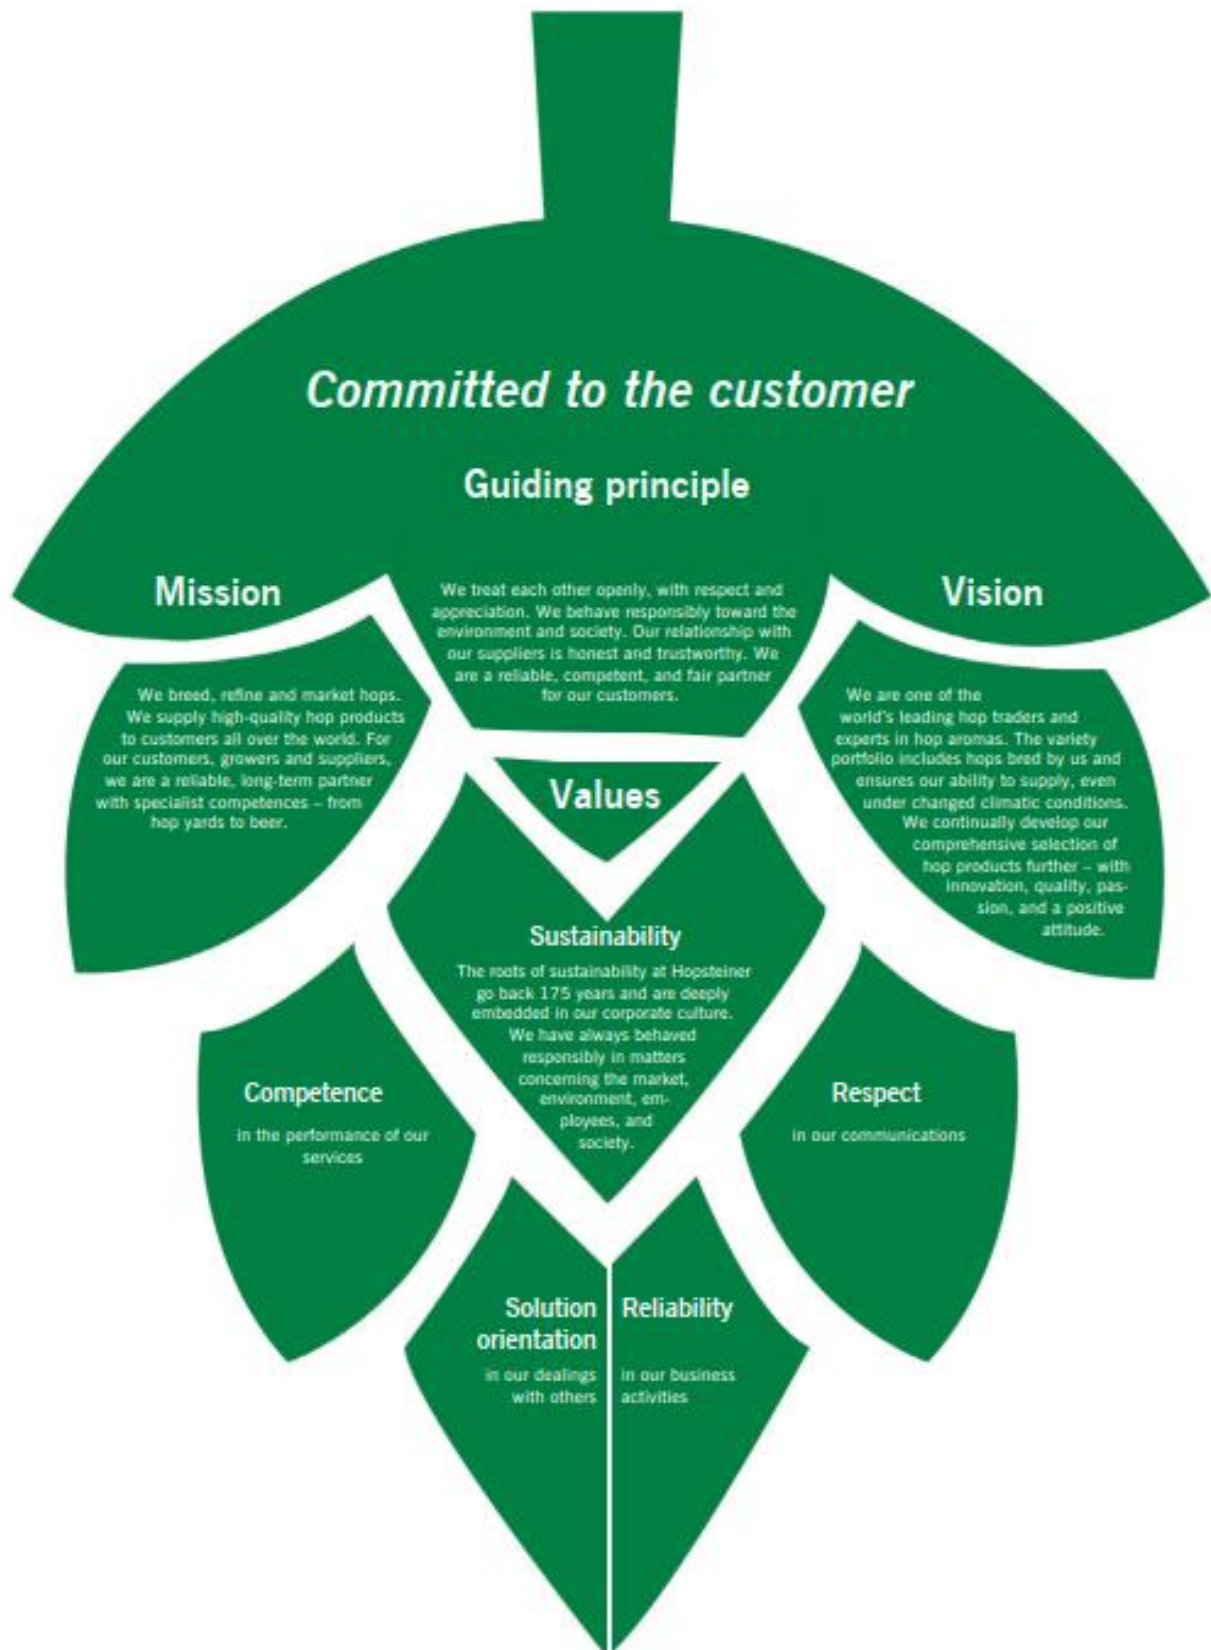 Committed to the customer
Guiding principle
We treat each other openly, with respect and
appreciation. We behave responsibly toward the
environment and society. Our relationship with
our suppliers is honest and trustworthy. We
are a reliable, competent, and fair partner
for our customers.
Mission
We breed, refine and market hops.
We supply high-quality hop products
to customers all over the world. For
our customers, growers and suppliers,
we are a reliable, long-term partner
with specialist competences – from
hop yards to beer.
Vision
We are one of the
world's leading hop traders and
experts in hop aromas. The variety
portfolio includes hops bred by us and
ensures our ability to supply, even
under changed climatic conditions.
We continually develop our
comprehensive selection of
hop products further – with
innovation, quality, pas-
sion, and a positive
attitude.
Values
Sustainability
The roots of sustainability at Hopsteiner
go back 175 years and are deeply
embedded in our corporate culture.
We have always behaved
responsibly in matters
concerning the market,
environment, em-
ployees, and
society.
Competence
in the performance of our
services
Respect
in our communications
Solution
orientation
in our dealings
with others
Reliability
in our business
activities